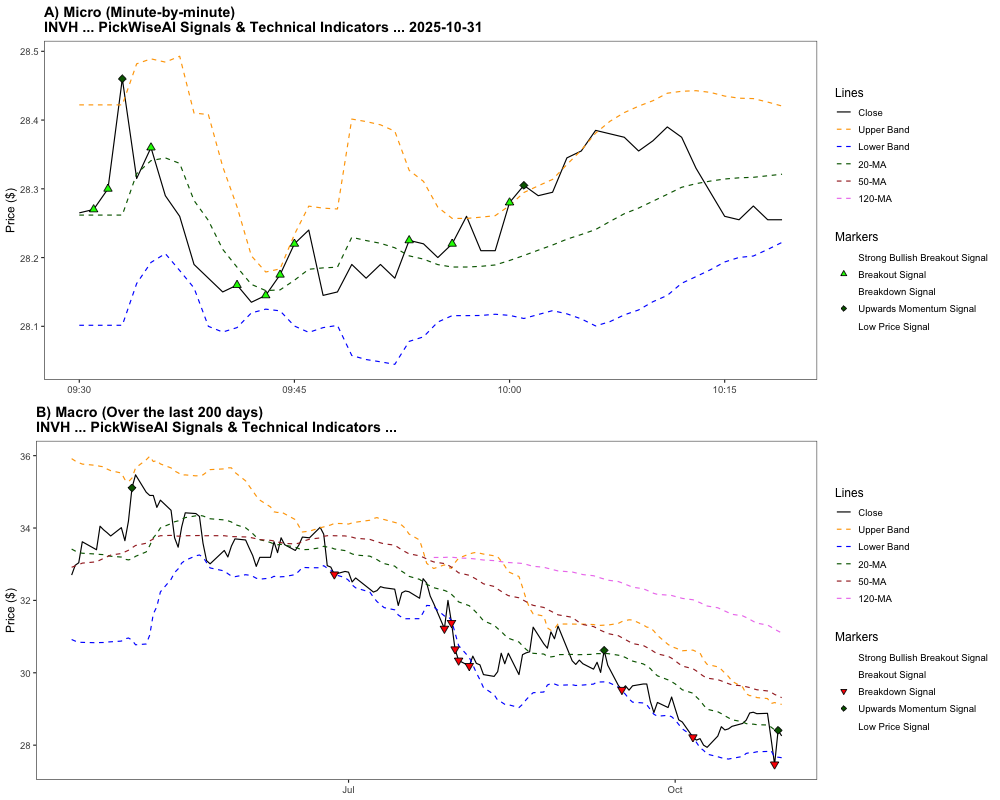 A) Micro (Minute-by-minute)
INVH ... PickWiseAI Signals & Technical Indicators ... 2025-10-31
Price ($)
28.5
28.4
28.3
28.2
28.1
09:30
09:45
10:00
10:15
Lines
Close
Upper Band
Lower Band
20-MA
50-MA
120-MA
Markers
Strong Bullish Breakout Signal
Breakout Signal
Breakdown Signal
Upwards Momentum Signal
Low Price Signal
B) Macro (Over the last 200 days)
INVH ... PickWiseAI Signals & Technical Indicators ...
Price ($)
36
34
32
30
28
Jul
Oct
Lines
Close
Upper Band
Lower Band
20-MA
50-MA
120-MA
Markers
Strong Bullish Breakout Signal
Breakout Signal
Breakdown Signal
Upwards Momentum Signal
Low Price Signal